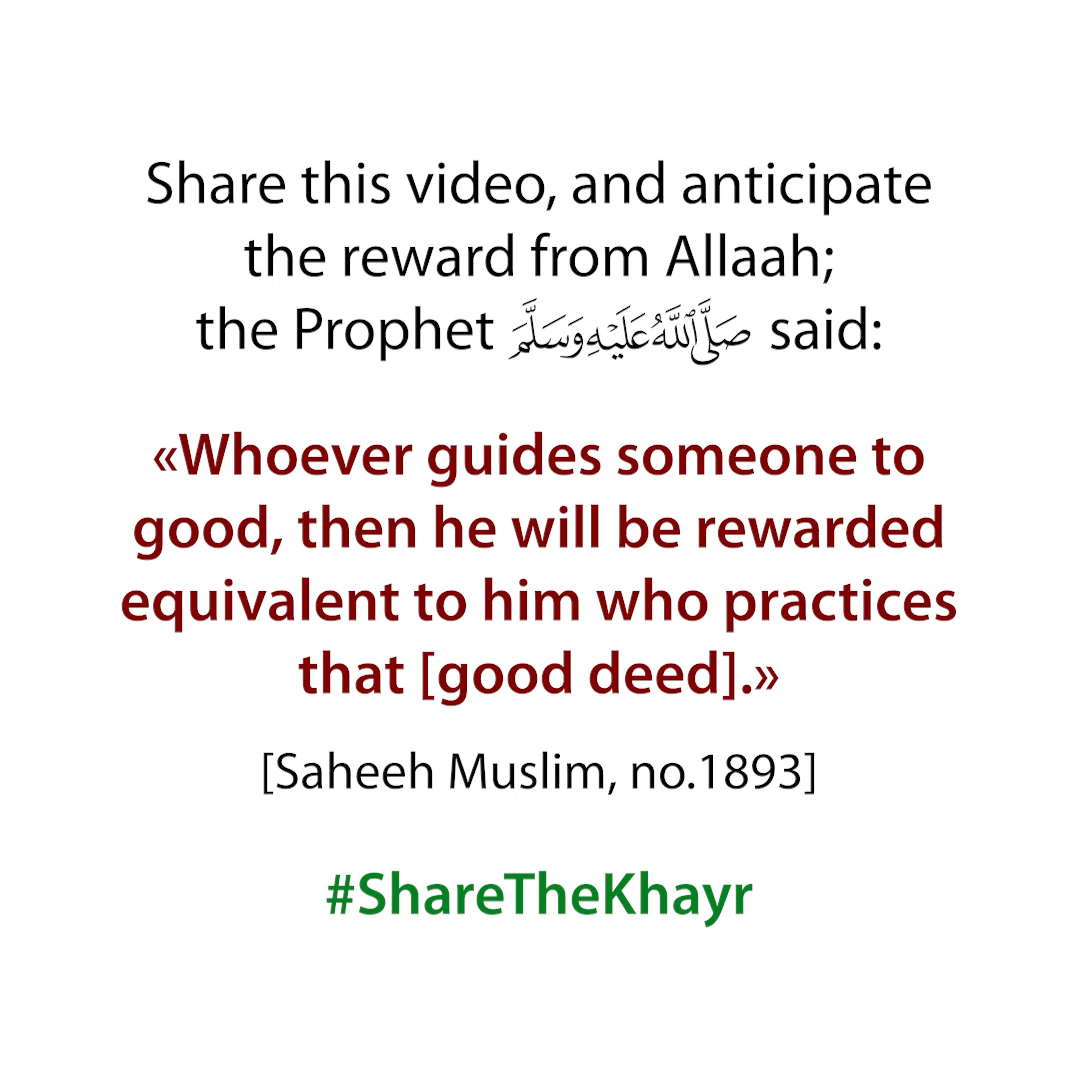 Share this video, and anticipate
the reward from Allaah;
the Prophet صَلَّى ٱللَّٰهُ عَلَيْهِ وَسَلَّمَ said:
«Whoever guides someone to
good, then he will be rewarded
equivalent to him who practices
that [good deed].»
[Saheeh Muslim, no.1893]
#ShareTheKhayr